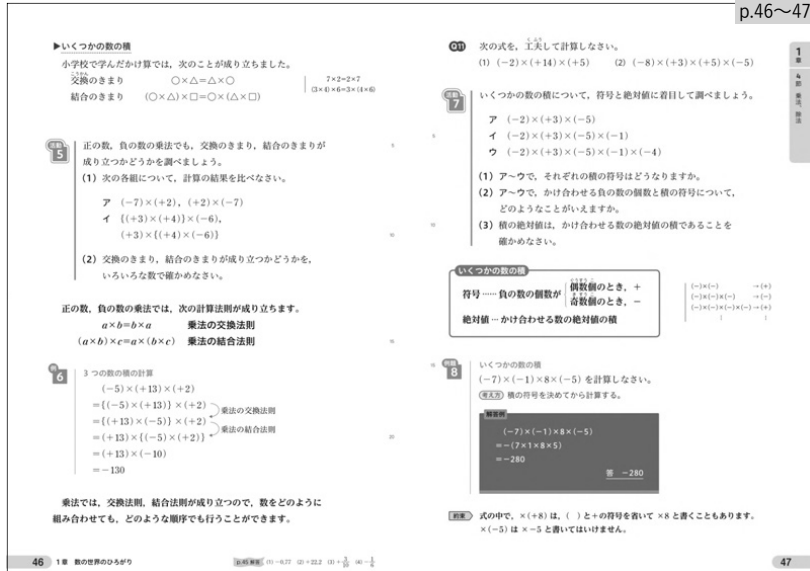 p.46～47
▶いくつかの数の積
小学校で学んだかけ算では，次のことが成り立ちました。
こうかん
交換のきまり　○×△＝△×○
結合のきまり　（○×△）×□＝○×（△×□）
7×2＝2×7
(3×4)×6＝3×(4×6)
活動
5
正の数，負の数の乗法でも，交換のきまり，結合のきまりが
成り立つかどうかを調べましょう。
(1) 次の各組について，計算の結果を比べなさい。
ア　(−7)×(+2)，(+2)×(−7)
イ　{(+3)×(+4)}×(−6)，
(+3)×{(+4)×(−6)}
(2) 交換のきまり，結合のきまりが成り立つかどうかを，
いろいろな数で確かめなさい。
正の数，負の数の乗法では，次の計算法則が成り立ちます。
a×b＝b×a　乗法の交換法則
(a×b)×c＝a×(b×c)　乗法の結合法則
例
6
3 つの数の積の計算
(−5)×(+13)×(+2)
＝{(−5)×(+13)}×(+2)
＝{(+13)×(−5)}×(+2)
＝(+13)×{(−5)×(+2)}
＝(+13)×(−10)
＝−130
乗法の交換法則
乗法の結合法則
乗法では，交換法則，結合法則が成り立つので，数をどのように
組み合わせても，どのような順序でも行うことができます。
5
10
15
20
46　1章　数の世界のひろがり
p.45 解答　(1) −0.77　(2) +22.2　(3) +3/10
Q11　次の式を，工夫して計算しなさい。
くふう
(1) (−2)×(+14)×(+5)　(2) (−8)×(+3)×(+5)×(−5)
活動
7
いくつかの数の積について，符号と絶対値に着目して調べましょう。
ア　(−2)×(+3)×(−5)
イ　(−2)×(+3)×(−5)×(−1)
ウ　(−2)×(+3)×(−5)×(−1)×(−4)
(1) ア〜ウで，それぞれの積の符号はどうなりますか。
(2) ア〜ウで，かけ合わせる負の数の個数と積の符号について，
どのようなことがいえますか。
(3) 積の絶対値は，かけ合わせる数の絶対値の積であることを
確かめなさい。
いくつかの数の積
符号 …… 負の数の個数が
偶数個のとき，+
奇数個のとき，−
絶対値 … かけ合わせる数の絶対値の積
(−)×(−) →(+)
(−)×(−)×(−) →(−)
(−)×(−)×(−)×(−)→(+)
⋮　⋮
例題
8
いくつかの数の積
(−7)×(−1)×8×(−5) を計算しなさい。
考え方　積の符号を決めてから計算する。
解答例
(−7)×(−1)×8×(−5)
＝−(7×1×8×5)
＝−280
答　−280
約束　式の中で，×(+8)は，( ) と+の符号を省いて ×8 と書くこともあります。
×(−5) は ×−5 と書いてはいけません。
5
10
15
1
章
4節　乗法，除法
47